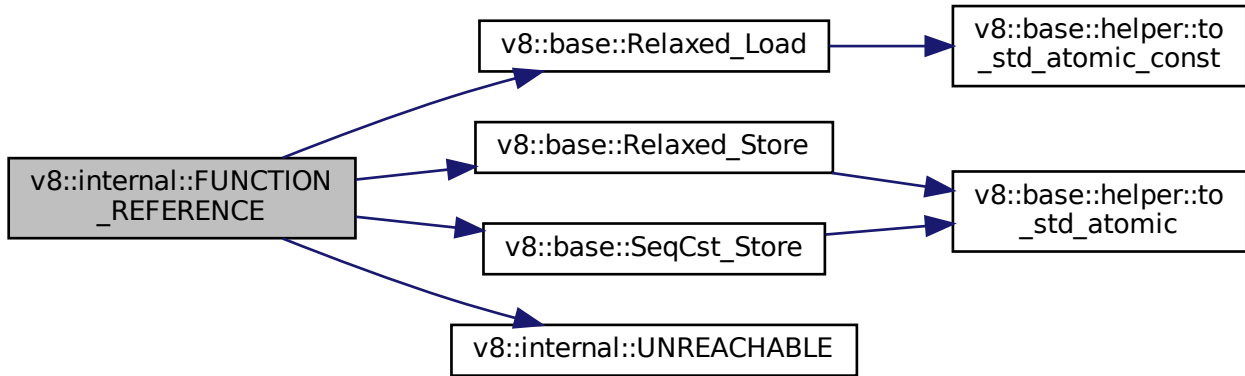 v8::internal::FUNCTION
_REFERENCE
v8::base::Relaxed_Load
v8::base::helper::to
_std_atomic_const
v8::base::Relaxed_Store
v8::base::SeqCst_Store
v8::base::helper::to
_std_atomic
v8::internal::UNREACHABLE